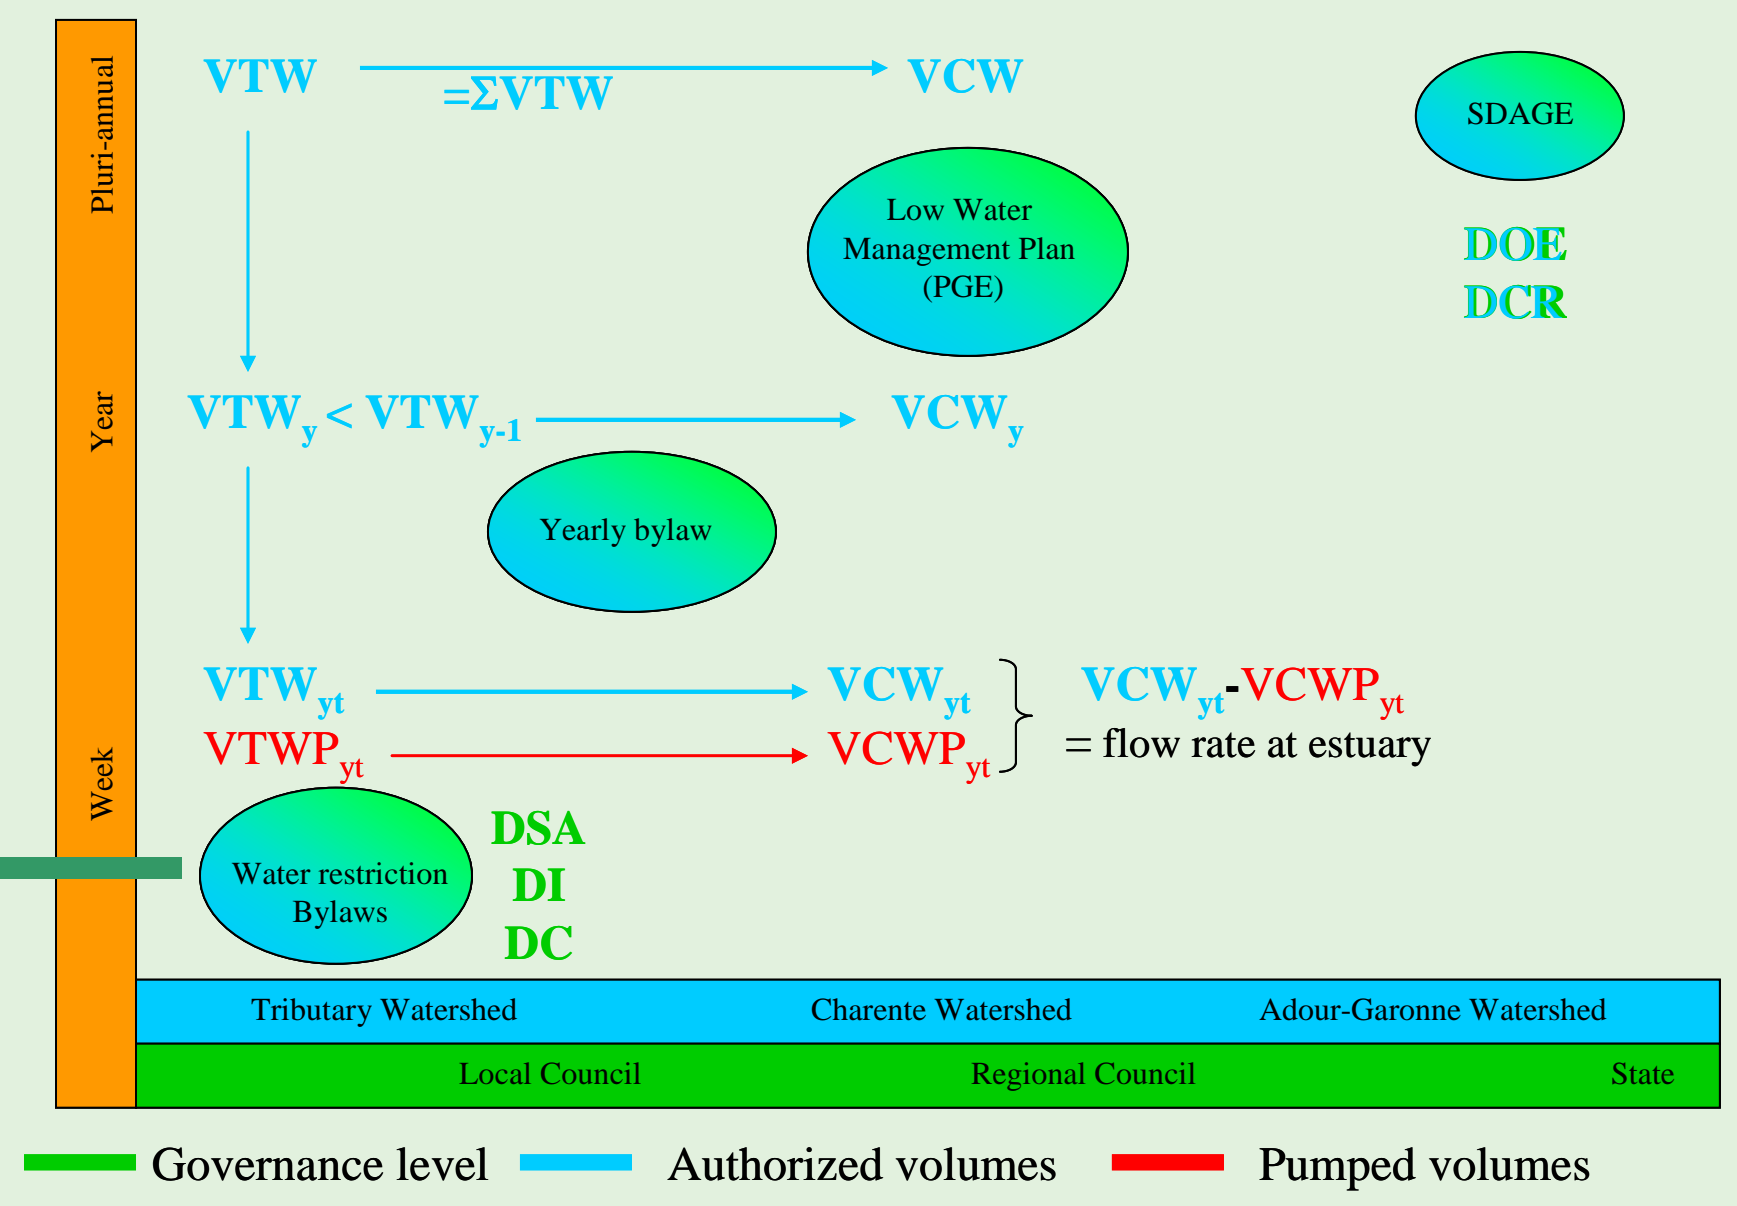 Pluri-annual
VTW
=ΣVTW
VCW
SDAGE
Low Water
Management Plan
(PGE)
DOE
DCR
Year
VTWy < VTWy-1
VCWy
Yearly bylaw
Week
VTWyt
VCWyt
VCWyt-VCWPyt
VTWPyt
VCWPyt
= flow rate at estuary
Water restriction
Bylaws
DSA
DI
DC
Tributary Watershed
Charente Watershed
Adour-Garonne Watershed
Local Council
Regional Council
State
Governance level
Authorized volumes
Pumped volumes